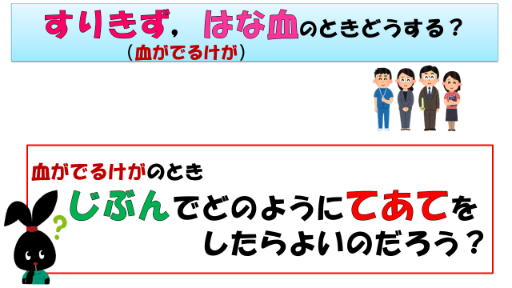 すりきず，はな血のときどうする？
（血がでるけが）
血がでるけがのとき
じぶんでどのようにてあてを
したらよいのだろう？
？